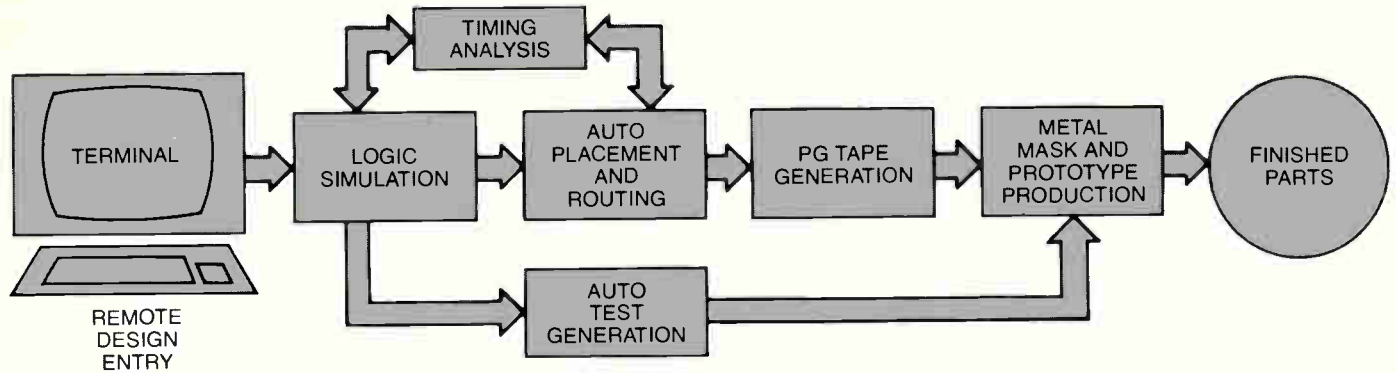 TIMING
ANALYSIS
TERMINAL
REMOTE
DESIGN
ENTRY
LOGIC
SIMULATION
AUTO
PLACEMENT
AND
ROUTING
PG TAPE
GENERATION
METAL
MASK AND
PROTOTYPE
PRODUCTION
FINISHED
PARTS
AUTO
TEST
GENERATION